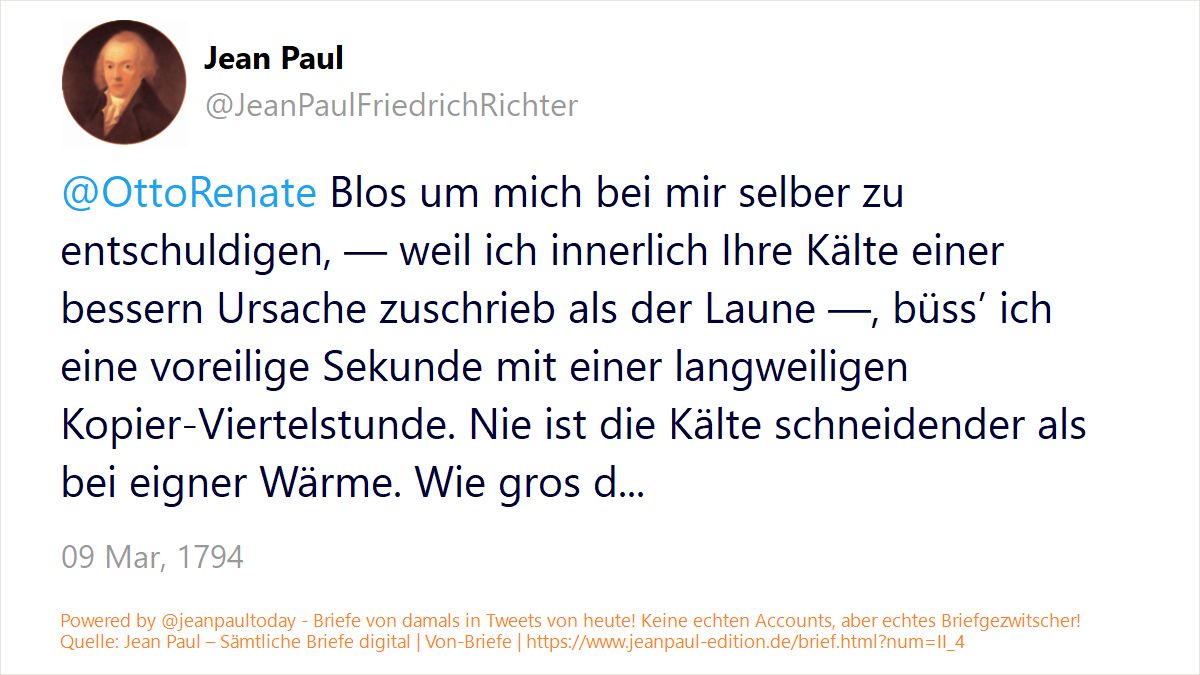 Jean Paul
@JeanPaulFriedrichRichter
@OttoRenate Blos um mich bei mir selber zu
entschuldigen, — weil ich innerlich Ihre Kälte einer
bessern Ursache zuschrieb als der Laune —, büss’ ich
eine voreilige Sekunde mit einer langweiligen
Kopier-Viertelstunde. Nie ist die Kälte schneidender als
bei eigner Wärme. Wie gros d...
09 Mar, 1794
Powered by @jeanpaultoday - Briefe von damals in Tweets von heute! Keine echten Accounts, aber echtes Briefgezwitscher!
Quelle: Jean Paul – Sämtliche Briefe digital | Von-Briefe | https://www.jeanpaul-edition.de/brief.html?num=II_4